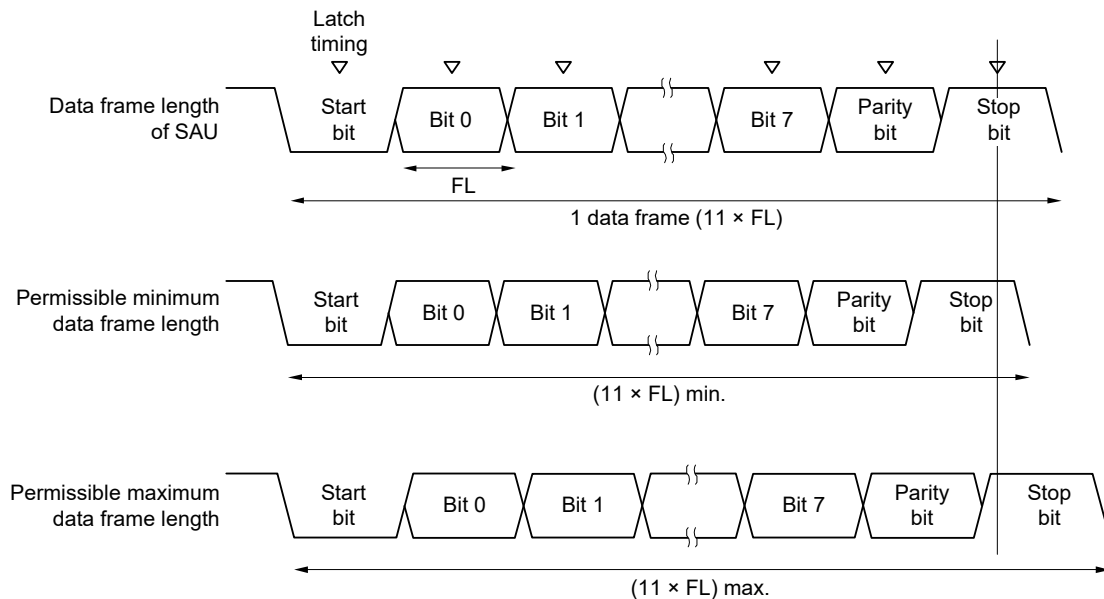 Latch
timing
Data frame length
of SAU
Start
bit
Bit 0
Bit 1
Bit 7
Parity
bit
Stop
bit
FL
1 data frame (11 × FL)
Permissible minimum
data frame length
Start
bit
Bit 0
Bit 1
Bit 7
Parity
bit
Stop
bit
(11 × FL) min.
Permissible maximum
data frame length
Start
bit
Bit 0
Bit 1
Bit 7
Parity
bit
Stop
bit
(11 × FL) max.